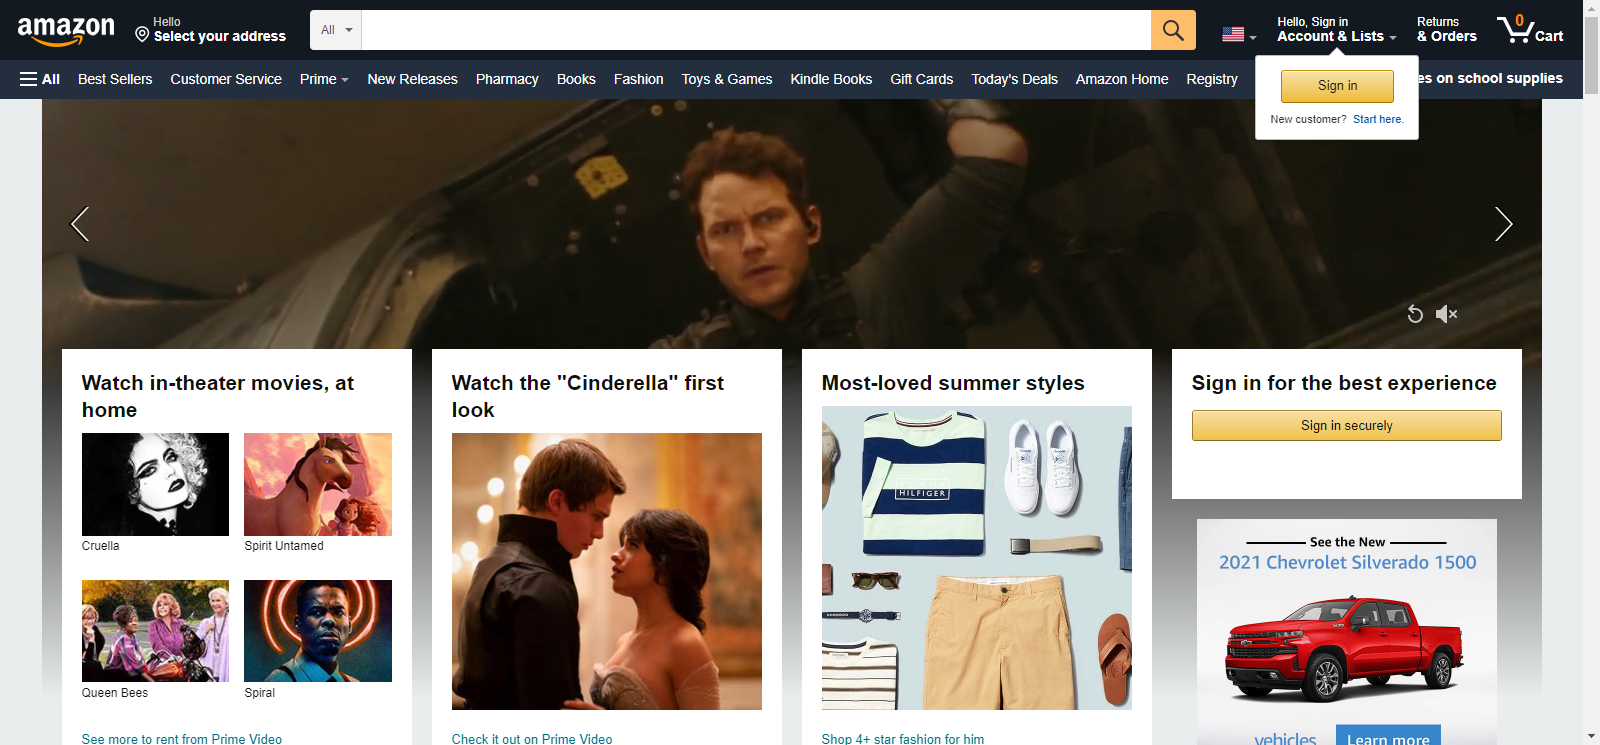 amazon
Hello
Select your address
All
Hello, Sign in
Account & Lists
Returns
& Orders
0
Cart
All
Best Sellers
Customer Service
Prime
New Releases
Pharmacy
Books
Fashion
Toys & Games
Kindle Books
Gift Cards
Today's Deals
Amazon Home
Registry
es on school supplies
Sign in
New customer? Start here.
Watch in-theater movies, at
home
Cruella
Spirit Untamed
Queen Bees
Spiral
See more to rent from Prime Video
Watch the "Cinderella" first
look
Check it out on Prime Video
Most-loved summer styles
HILFIGER
Shop 4+ star fashion for him
Sign in for the best experience
Sign in securely
See the New
2021 Chevrolet Silverado 1500
vehicles
Learn more